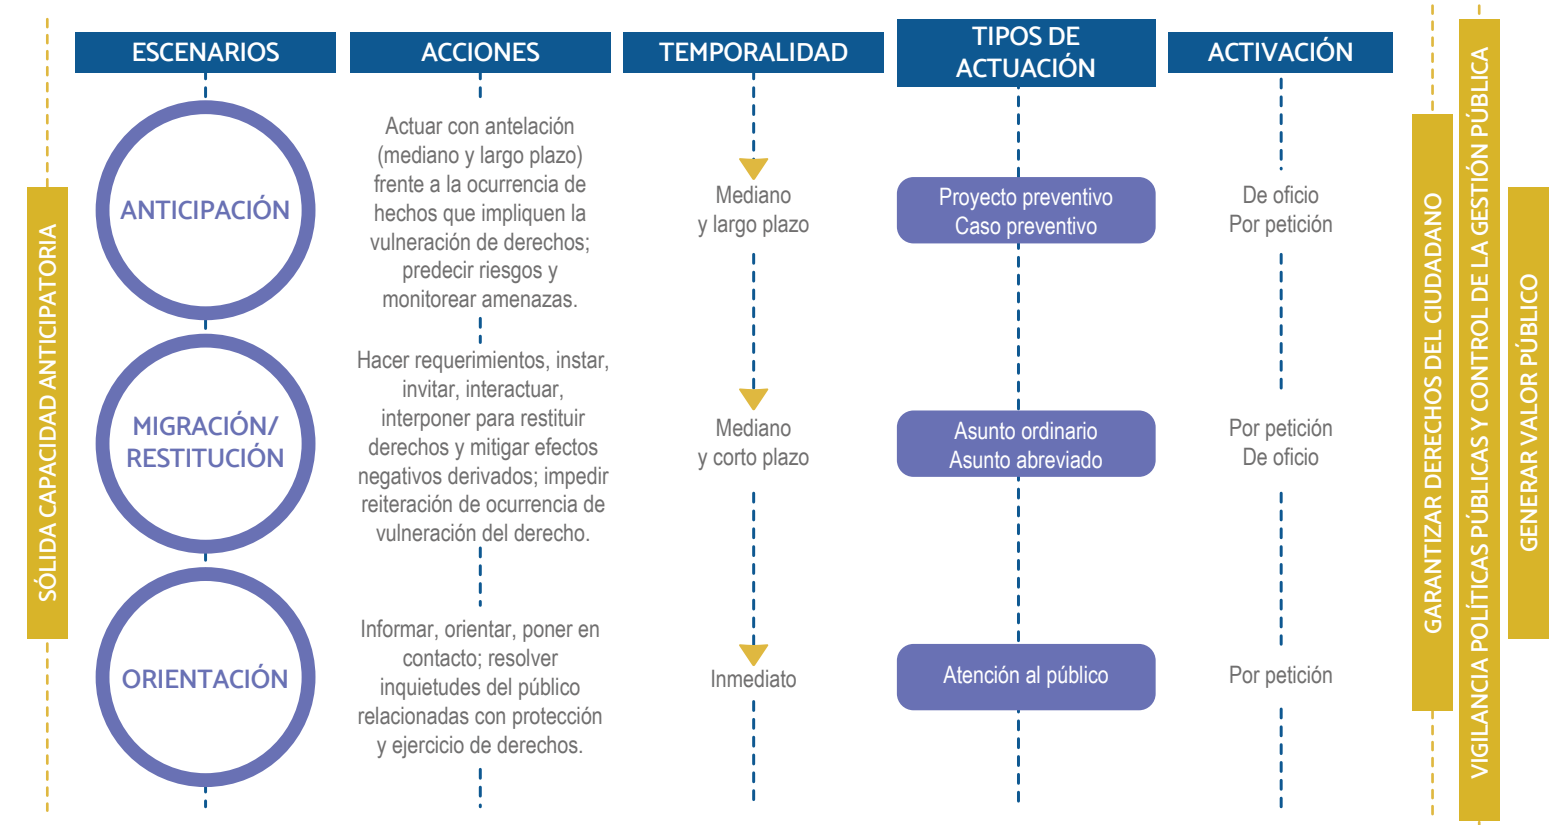 ESCENARIOS
ACCIONES
TEMPORALIDAD
TIPOS DE
ACTUACIÓN
ACTIVACIÓN
SÓLIDA CAPACIDAD ANTICIPATORIA
ANTICIPACIÓN
Actuar con antelación
(mediano y largo plazo)
frente a la ocurrencia de
hechos que impliquen la
vulneración de derechos;
predecir riesgos y
monitorear amenazas.
Mediano
y largo plazo
Proyecto preventivo
Caso preventivo
De oficio
Por petición
MIGRACIÓN/
RESTITUCIÓN
Hacer requerimientos, instar,
invitar, interactuar,
interponer para restituir
derechos y mitigar efectos
negativos derivados; impedir
reiteración de ocurrencia de
vulneración del derecho.
Mediano
y corto plazo
Asunto ordinario
Asunto abreviado
Por petición
De oficio
ORIENTACIÓN
Informar, orientar, poner en
contacto; resolver
inquietudes del público
relacionadas con protección
y ejercicio de derechos.
Inmediato
Atención al público
Por petición
GARANTIZAR DERECHOS DEL CIUDADANO
VIGILANCIA POLÍTICAS PÚBLICAS Y CONTROL DE LA GESTIÓN PÚBLICA
GENERAR VALOR PÚBLICO